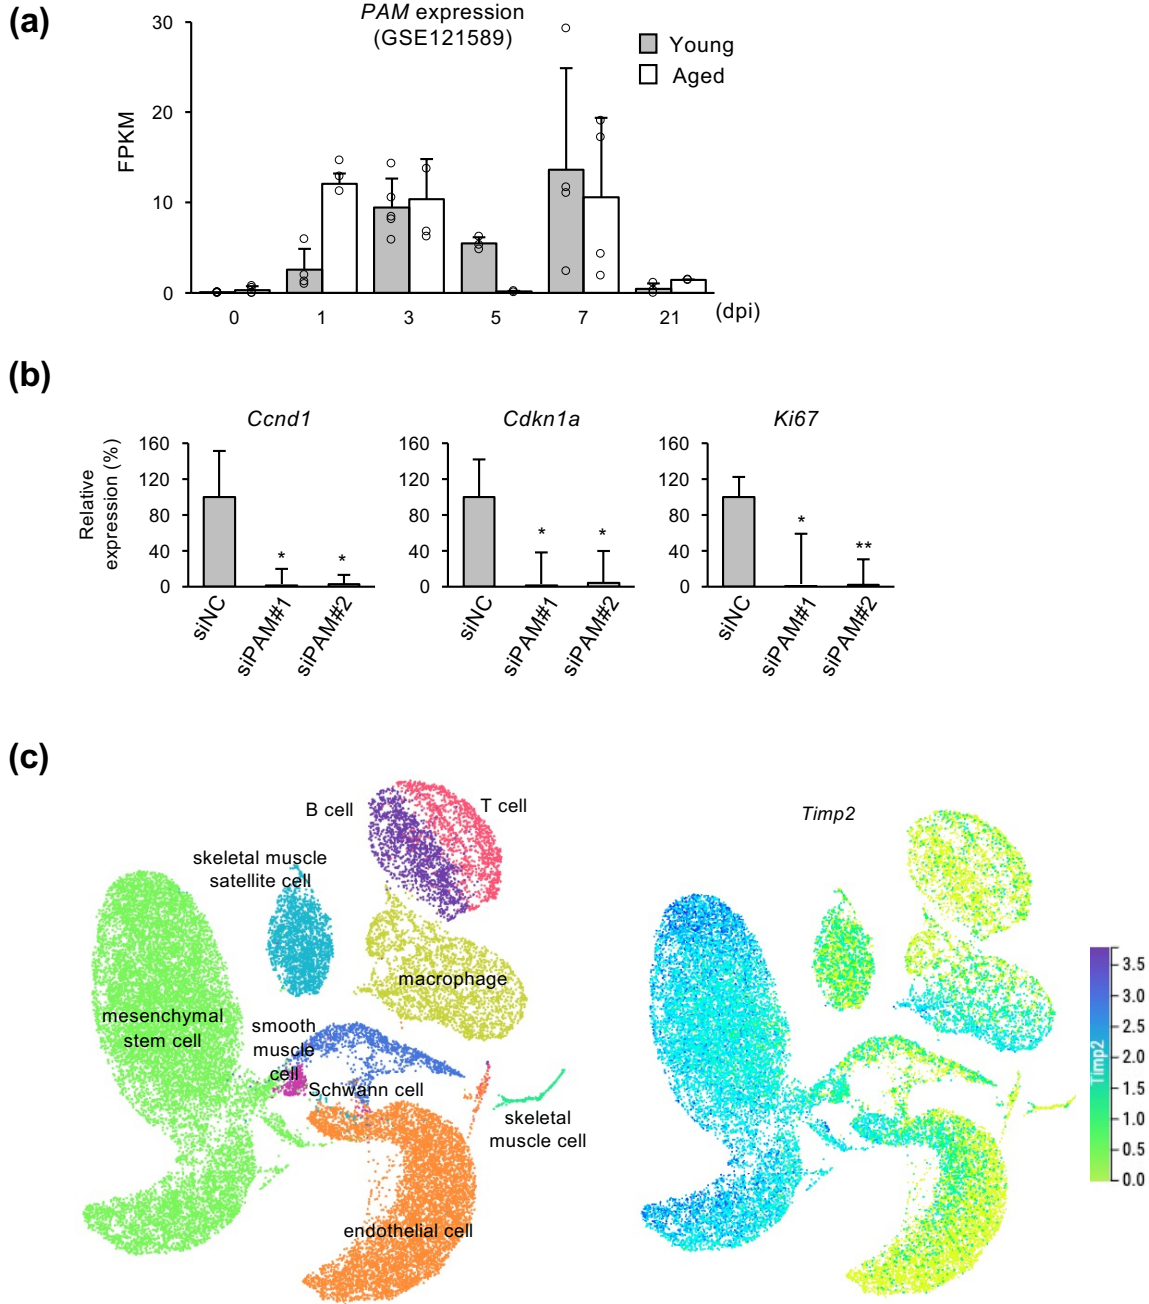 (a)
PAM expression
(GSE121589)
Young
Aged
FPKM
30
20
10
0
0
1
3
5
7
21
(dpi)
(b)
Relative
expression (%)
Ccnd1
160
120
80
40
0
*
*
siNC
siPAM#1
siPAM#2
Cdkn1a
160
120
80
40
0
*
*
siNC
siPAM#1
siPAM#2
Ki67
160
120
80
40
0
*
**
siNC
siPAM#1
siPAM#2
(c)
B cell
T cell
skeletal muscle
satellite cell
macrophage
mesenchymal
stem cell
smooth
muscle
cell
Schwann cell
skeletal
muscle cell
endothelial cell
Timp2
Timp2
3.5
3.0
2.5
2.0
1.5
1.0
0.5
0.0